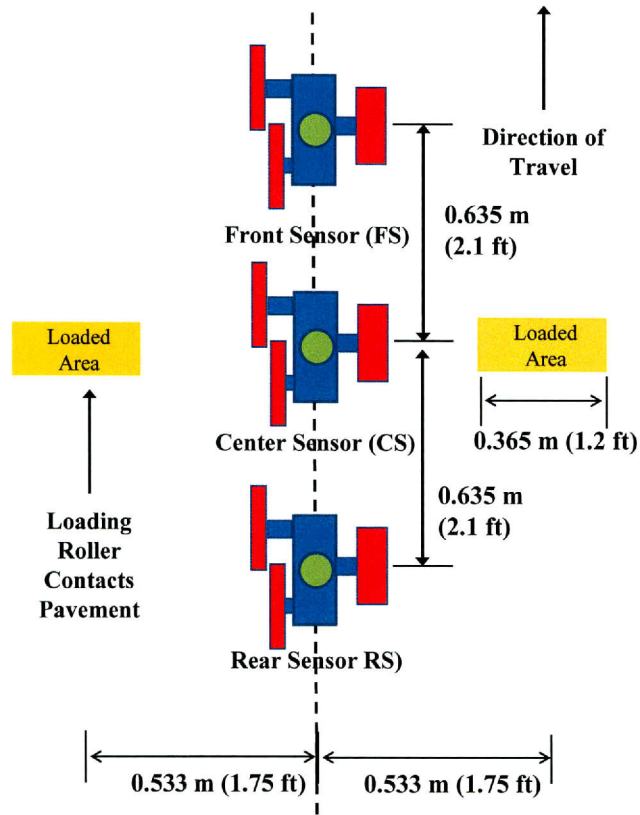 Direction of
Travel
0.635 m
(2.1 ft)
Front Sensor (FS)
Loaded
Area
Loaded
Area
0.365 m (1.2 ft)
Center Sensor (CS)
0.635 m
(2.1 ft)
Loading
Roller
Contacts
Pavement
Rear Sensor RS)
0.533 m (1.75 ft)
0.533 m (1.75 ft)